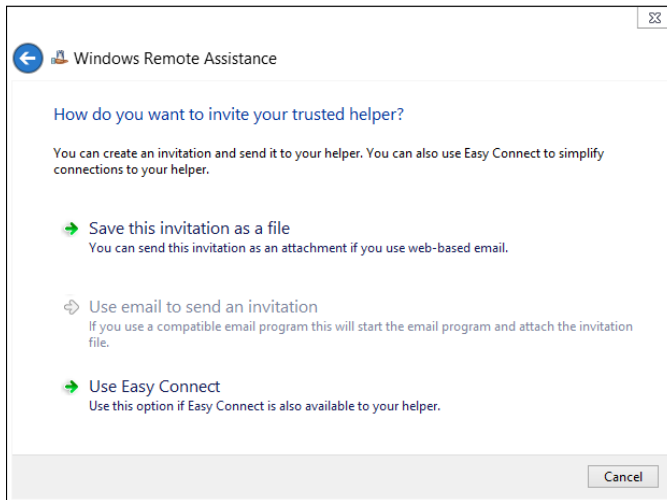 Windows Remote Assistance
How do you want to invite your trusted helper?
You can create an invitation and send it to your helper. You can also use Easy Connect to simplify
connections to your helper.
Save this invitation as a file
You can send this invitation as an attachment if you use web-based email.
Use email to send an invitation
If you use a compatible email program this will start the email program and attach the invitation
file.
Use Easy Connect
Use this option if Easy Connect is also available to your helper.
Cancel